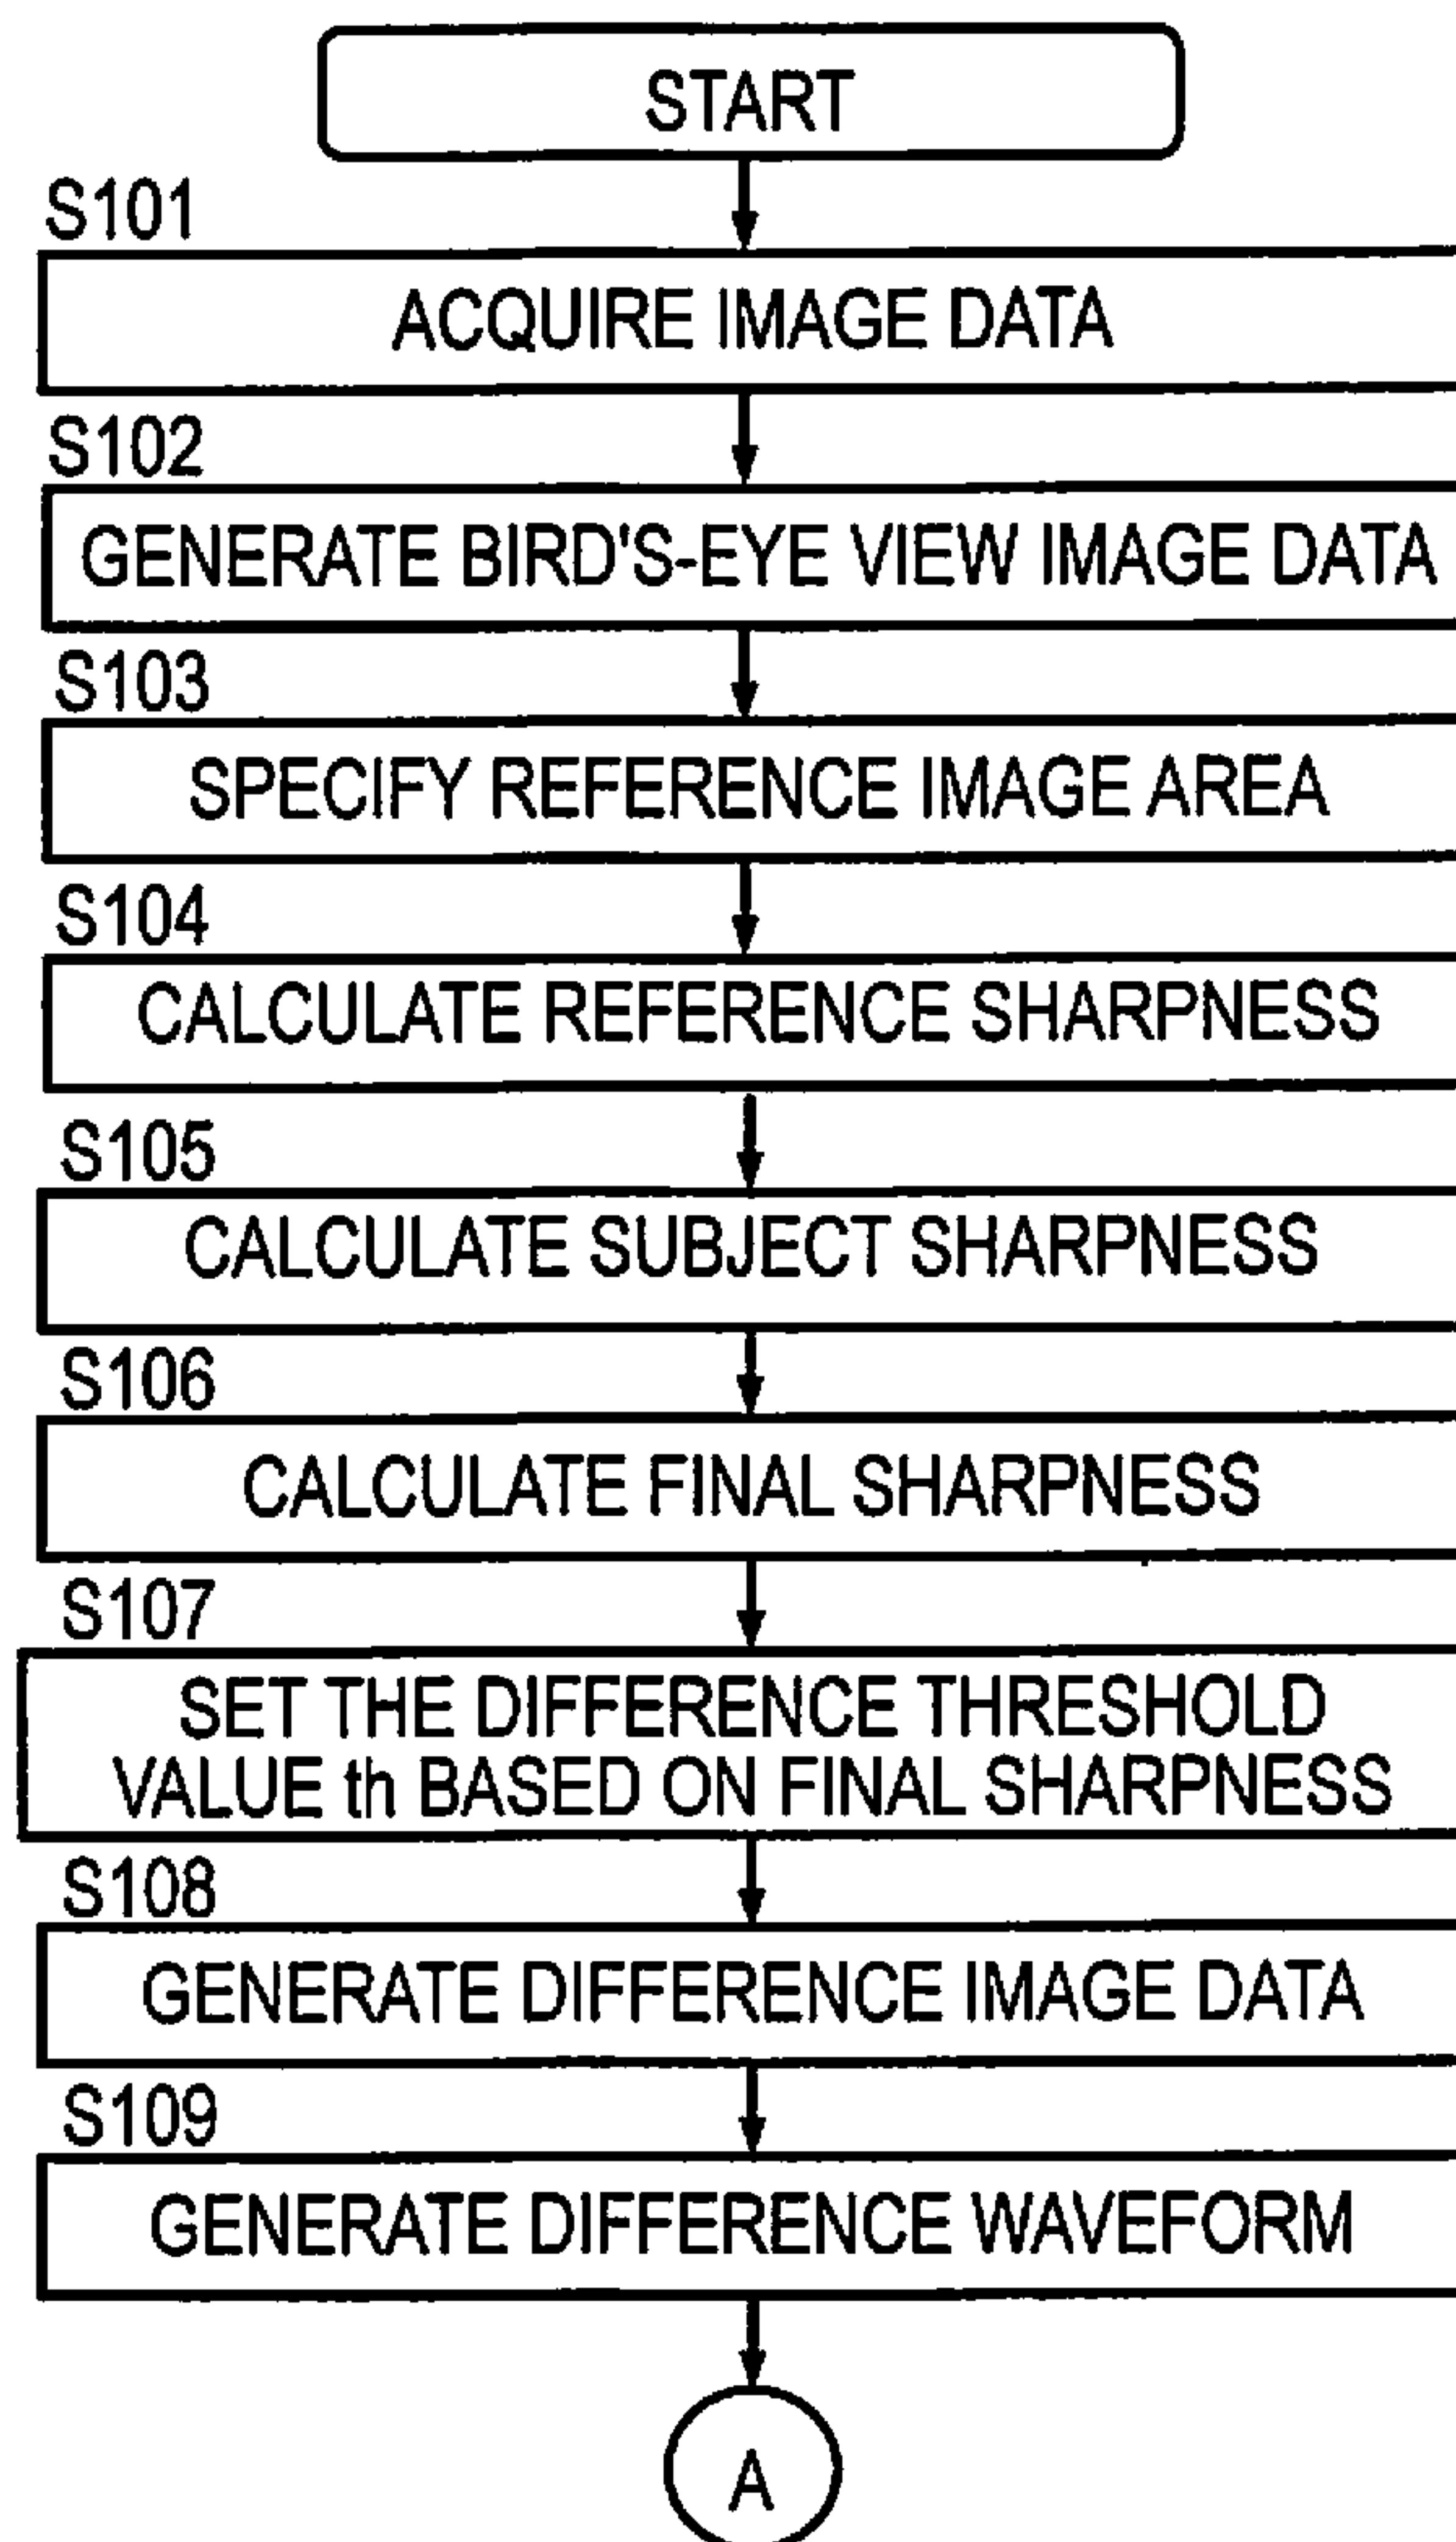 START
S101
ACQUIRE IMAGE DATA
S102
GENERATE BIRD'S-EYE VIEW IMAGE DATA
S103
SPECIFY REFERENCE IMAGE AREA
S104
CALCULATE REFERENCE SHARPNESS
S105
CALCULATE SUBJECT SHARPNESS
S106
CALCULATE FINAL SHARPNESS
S107
SET THE DIFFERENCE THRESHOLD
VALUE th BASED ON FINAL SHARPNESS
S108
GENERATE DIFFERENCE IMAGE DATA
S109
GENERATE DIFFERENCE WAVEFORM
A